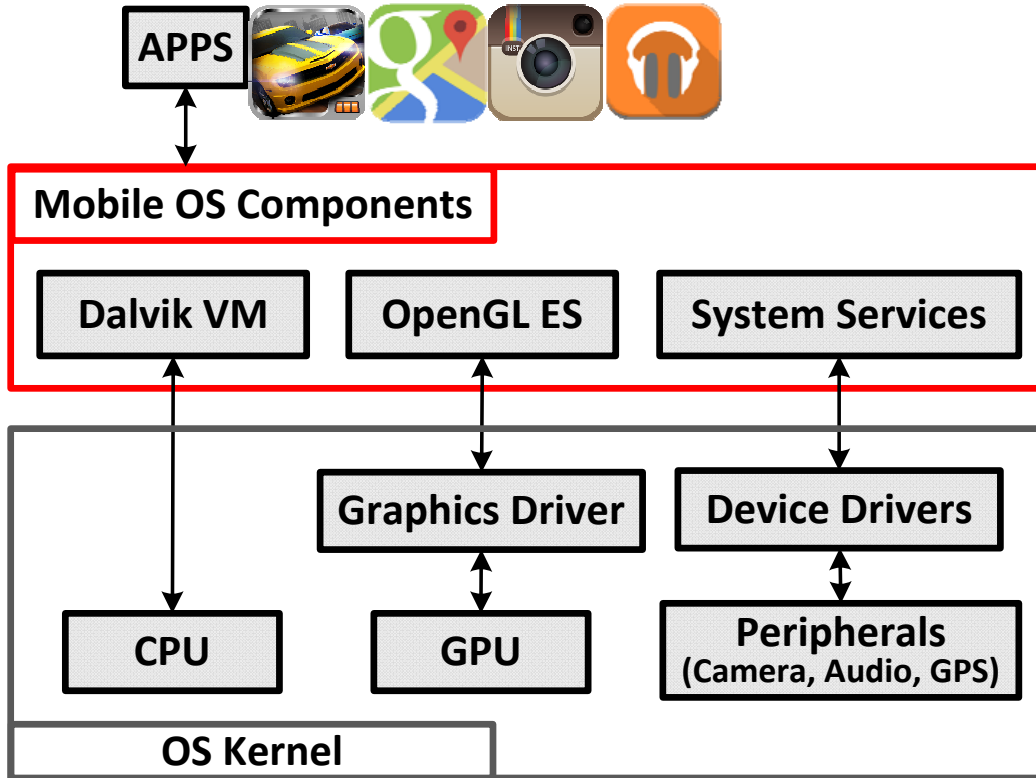 APPS
INST
Mobile OS Components
Dalvik VM
OpenGL ES
System Services
Graphics Driver
Device Drivers
CPU
GPU
Peripherals
(Camera, Audio, GPS)
OS Kernel